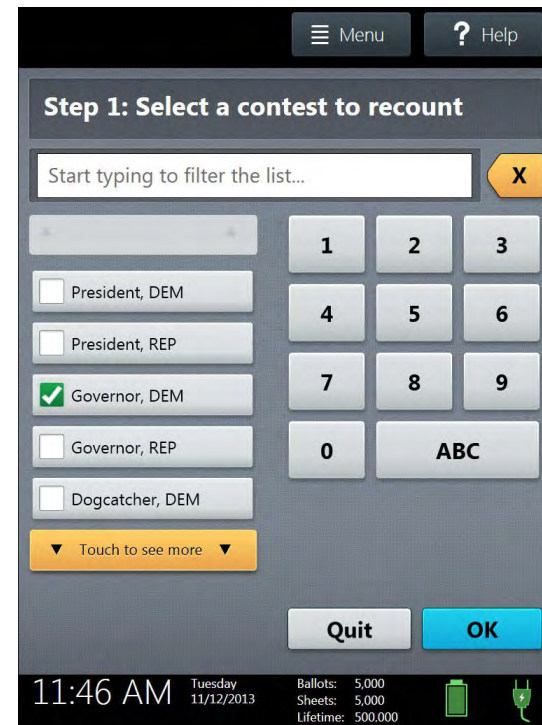 Menu
? Help
Step 1: Select a contest to recount
Start typing to filter the list...
X
President, DEM
President, REP
Governor, DEM
Governor, REP
Dogcatcher, DEM
▼ Touch to see more ▼
1 2 3
4 5 6
7 8 9
0 ABC
Quit OK
11:46 AM
Tuesday
11/12/2013
Ballots: 5,000
Sheets: 5,000
Lifetime: 500.000